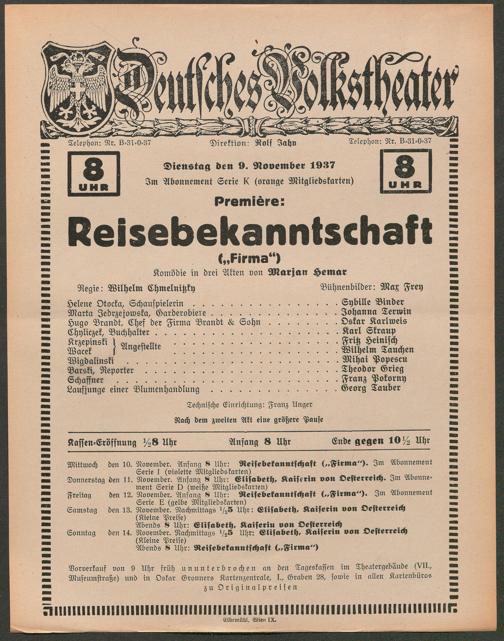 Deutsches Volkstheater
Telephon: Nr. B-31-0-37 Direktion: Rolf Jahn Telephon: Nr. B-31-0-37
8 UHR
Dienstag den 9. November 1937
8 UHR
Im Abonnement Serie K (orange Mitgliedskarten)
Première:
Reisebekanntschaft
(„Firma“)
Komödie in drei Akten von Marjan Hemar
Regie: Wilhelm Chmelnitzky Bühnenbilder: Max Frey
Helene Otocka, Schauspielerin . . . Sybille Binder
Marta Jedrzejowska, Garderobiere . . . Johanna Terwin
Hugo Brandt, Chef der Firma Brandt & Sohn . . . Oskar Karlweis
Chyliczek, Buchhalter . . . Karl Skraup
Krzepinski } Angestellte . . . Fritz Heinisch
Wacek } . . . Wilhelm Tauchen
Wigdalinski . . . Mihai Popescu
Barski, Reporter . . . Theodor Grieg
Schaffner . . . Franz Pokorny
Laufjunge einer Blumenhandlung . . . Georg Tauber
Technische Einrichtung: Franz Unger
Nach dem zweiten Akt eine größere Pause
Kassen-Eröffnung ½8 Uhr Anfang 8 Uhr Ende gegen 10½ Uhr
Mittwoch den 10. November. Anfang 8 Uhr: Reisebekanntschaft („Firma“). Im Abonnement
Serie I (violette Mitgliedskarten)
Donnerstag den 11. November. Anfang 8 Uhr: Elisabeth, Kaiserin von Oesterreich. Im Abonne-
ment Serie D (weiße Mitgliedskarten)
Freitag den 12. November. Anfang 8 Uhr: Reisebekanntschaft („Firma“). Im Abonnement
Serie E (gelbe Mitgliedskarten)
Samstag den 13. November. Nachmittags ½5 Uhr: Elisabeth, Kaiserin von Oesterreich
(Kleine Preise)
Abends 8 Uhr: Elisabeth, Kaiserin von Oesterreich
Sonntag den 14. November. Nachmittags ½5 Uhr: Elisabeth, Kaiserin von Oesterreich
(Kleine Preise)
Abends 8 Uhr: Reisebekanntschaft („Firma“)
Vorverkauf von 9 Uhr früh ununterbrochen an den Tageskassen im Theatergebäude (VII.,
Museumstraße) und in Oskar Gronners Kartenzentrale, I., Graben 28, sowie in allen Kartenbüros
zu Originalpreisen
Elbemühl, Wien IX.